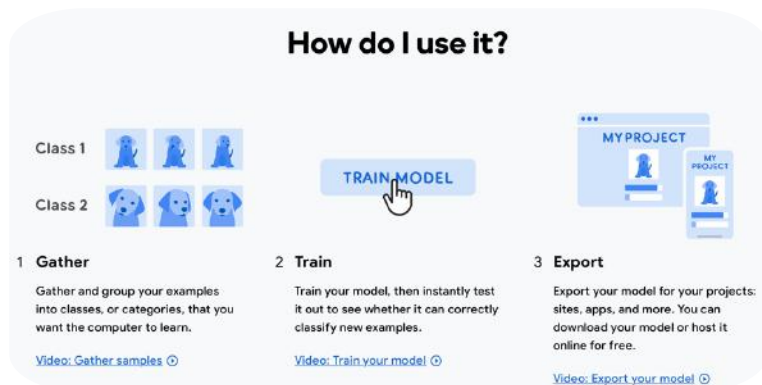 How do I use it?
Class 1
Class 2
TRAIN MODEL
MYPROJECT
MY
PROJECT
1 Gather
Gather and group your examples
into classes, or categories, that you
want the computer to learn.
Video: Gather samples
2 Train
Train your model, then instantly test
it out to see whether it can correctly
classify new examples.
Video: Train your model
3 Export
Export your model for your projects:
sites, apps, and more. You can
download your model or host it
online for free.
Video: Export your model